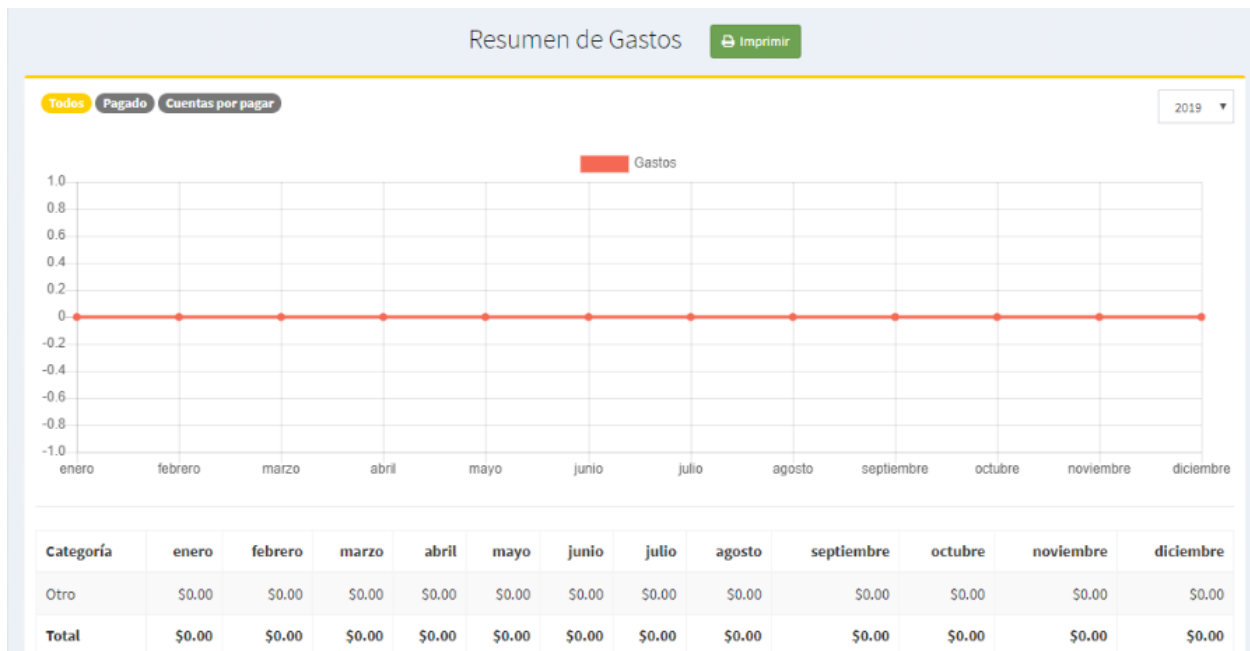 Resumen de Gastos Imprimir
Todos Pagado Cuentas por pagar 2019
Gastos
1.0
0.8
0.6
0.4
0.2
0
-0.2
-0.4
-0.6
-0.8
-1.0
enero febrero marzo abril mayo junio julio agosto septiembre octubre noviembre diciembre
Categoría enero febrero marzo abril mayo junio julio agosto septiembre octubre noviembre diciembre
Otro $0.00 $0.00 $0.00 $0.00 $0.00 $0.00 $0.00 $0.00 $0.00 $0.00 $0.00 $0.00
Total $0.00 $0.00 $0.00 $0.00 $0.00 $0.00 $0.00 $0.00 $0.00 $0.00 $0.00 $0.00